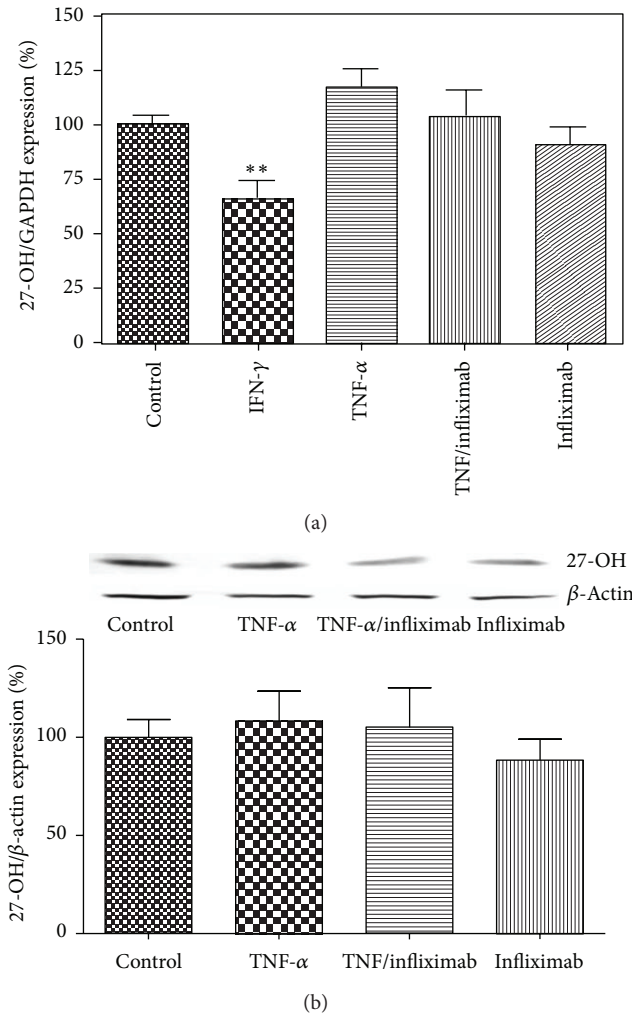 150
125
100
75
50
25
0
27-OH/GAPDH expression (%)
**
Control
IFN-γ
TNF-α
TNF/infliximab
Infliximab
(a)
27-OH
β-Actin
Control TNF-α TNF-α/infliximab Infliximab
150
100
50
0
27-OH/β-actin expression (%)
Control TNF-α TNF/infliximab Infliximab
(b)